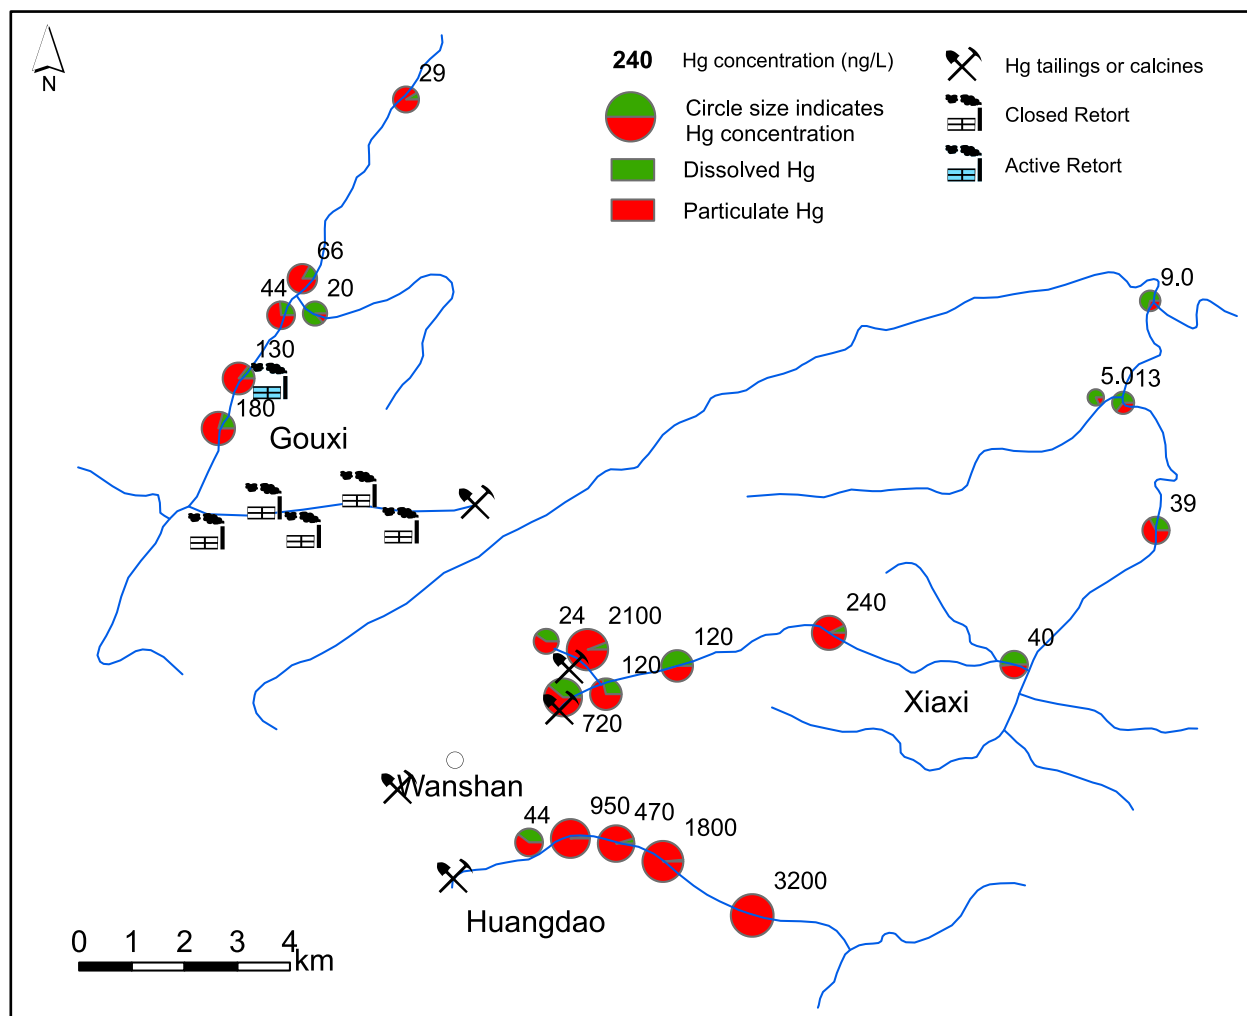 N
240 Hg concentration (ng/L)
Circle size indicates
Hg concentration
Dissolved Hg
Particulate Hg
Hg tailings or calcines
Closed Retort
Active Retort
29
66
44 20
130
180
Gouxi
9.0
5.0 13
39
24 2100
120
240
40
120
720
Xiaxi
Wanshan
44 950 470
1800
3200
Huangdao
0 1 2 3 4
km